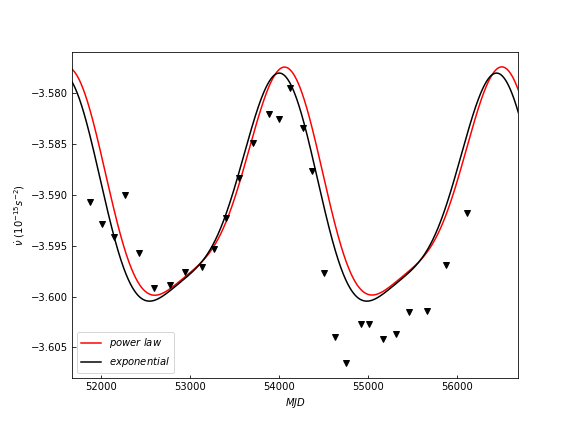 −3.580
−3.585
−3.590
−3.595
−3.600
−3.605
ν̇ (10⁻¹⁵s⁻²)
power law
exponential
52000 53000 54000 55000 56000
MJD